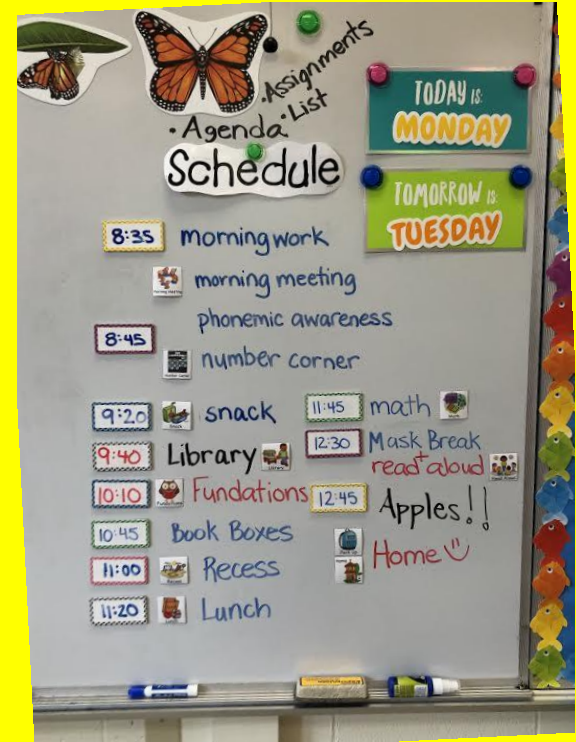 • Assignments
• List
• Agenda
Schedule
TODAY IS:
MONDAY
TOMORROW IS:
TUESDAY
8:35 morning work
morning meeting
phonemic awareness
8:45
number corner
9:20 snack
9:40 Library
10:10 Fundations
10:45 Book Boxes
11:00 Recess
11:20 Lunch
11:45 math
12:30 Mask Break
+
read aloud
12:45 Apples!!
Home